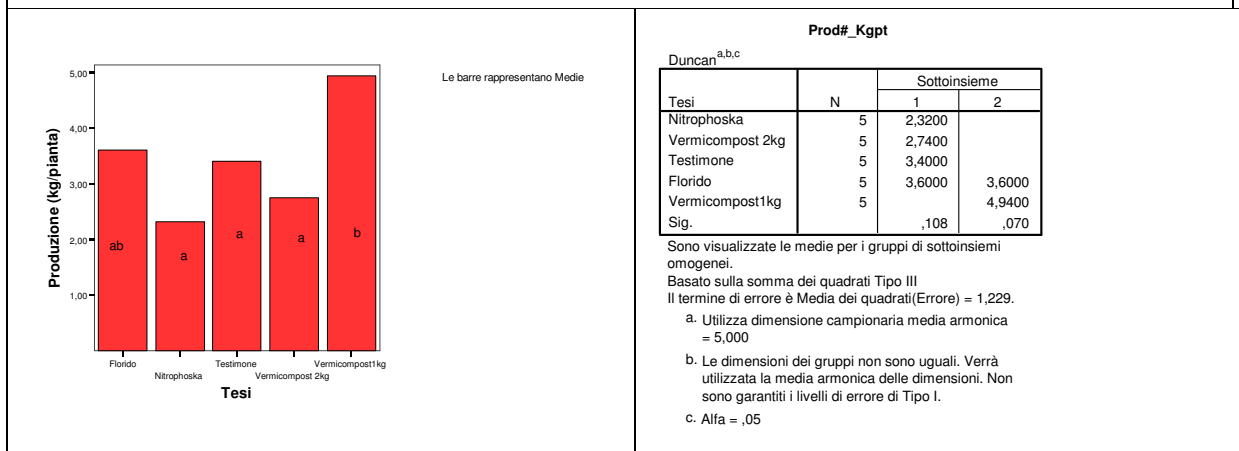 5,00
4,00
3,00
2,00
1,00
Produzione (kg/pianta)
ab
a
a
a
b
Florido
Nitrophoska
Testimone
Vermicompost 2kg
Vermicompost1kg
Tesi
Le barre rappresentano Medie
Prod#_Kgpt
Duncan a,b,c
Sottoinsieme
Tesi N 1 2
Nitrophoska 5 2,3200
Vermicompost 2kg 5 2,7400
Testimone 5 3,4000
Florido 5 3,6000 3,6000
Vermicompost1kg 5 4,9400
Sig. ,108 ,070
Sono visualizzate le medie per i gruppi di sottoinsiemi
omogenei.
Basato sulla somma dei quadrati Tipo III
Il termine di errore è Media dei quadrati(Errore) = 1,229.
a. Utilizza dimensione campionaria media armonica
= 5,000
b. Le dimensioni dei gruppi non sono uguali. Verrà
utilizzata la media armonica delle dimensioni. Non
sono garantiti i livelli di errore di Tipo I.
c. Alfa = ,05